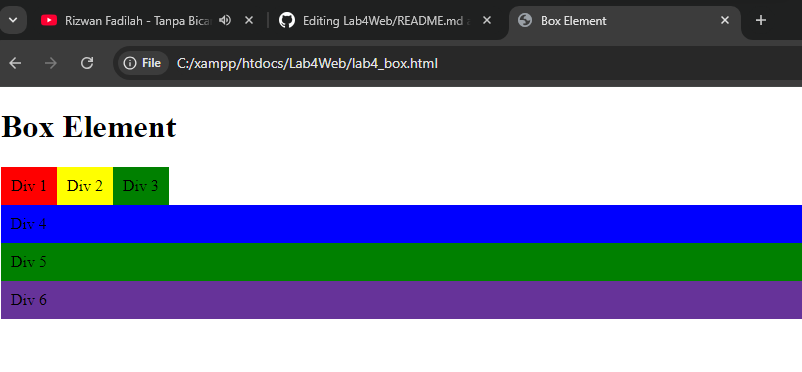 Rizwan Fadilah - Tanpa Bica
Editing Lab4Web/README.md a
Box Element
File
C:/xampp/htdocs/Lab4Web/lab4_box.html
Box Element
Div 1 Div 2 Div 3
Div 4
Div 5
Div 6